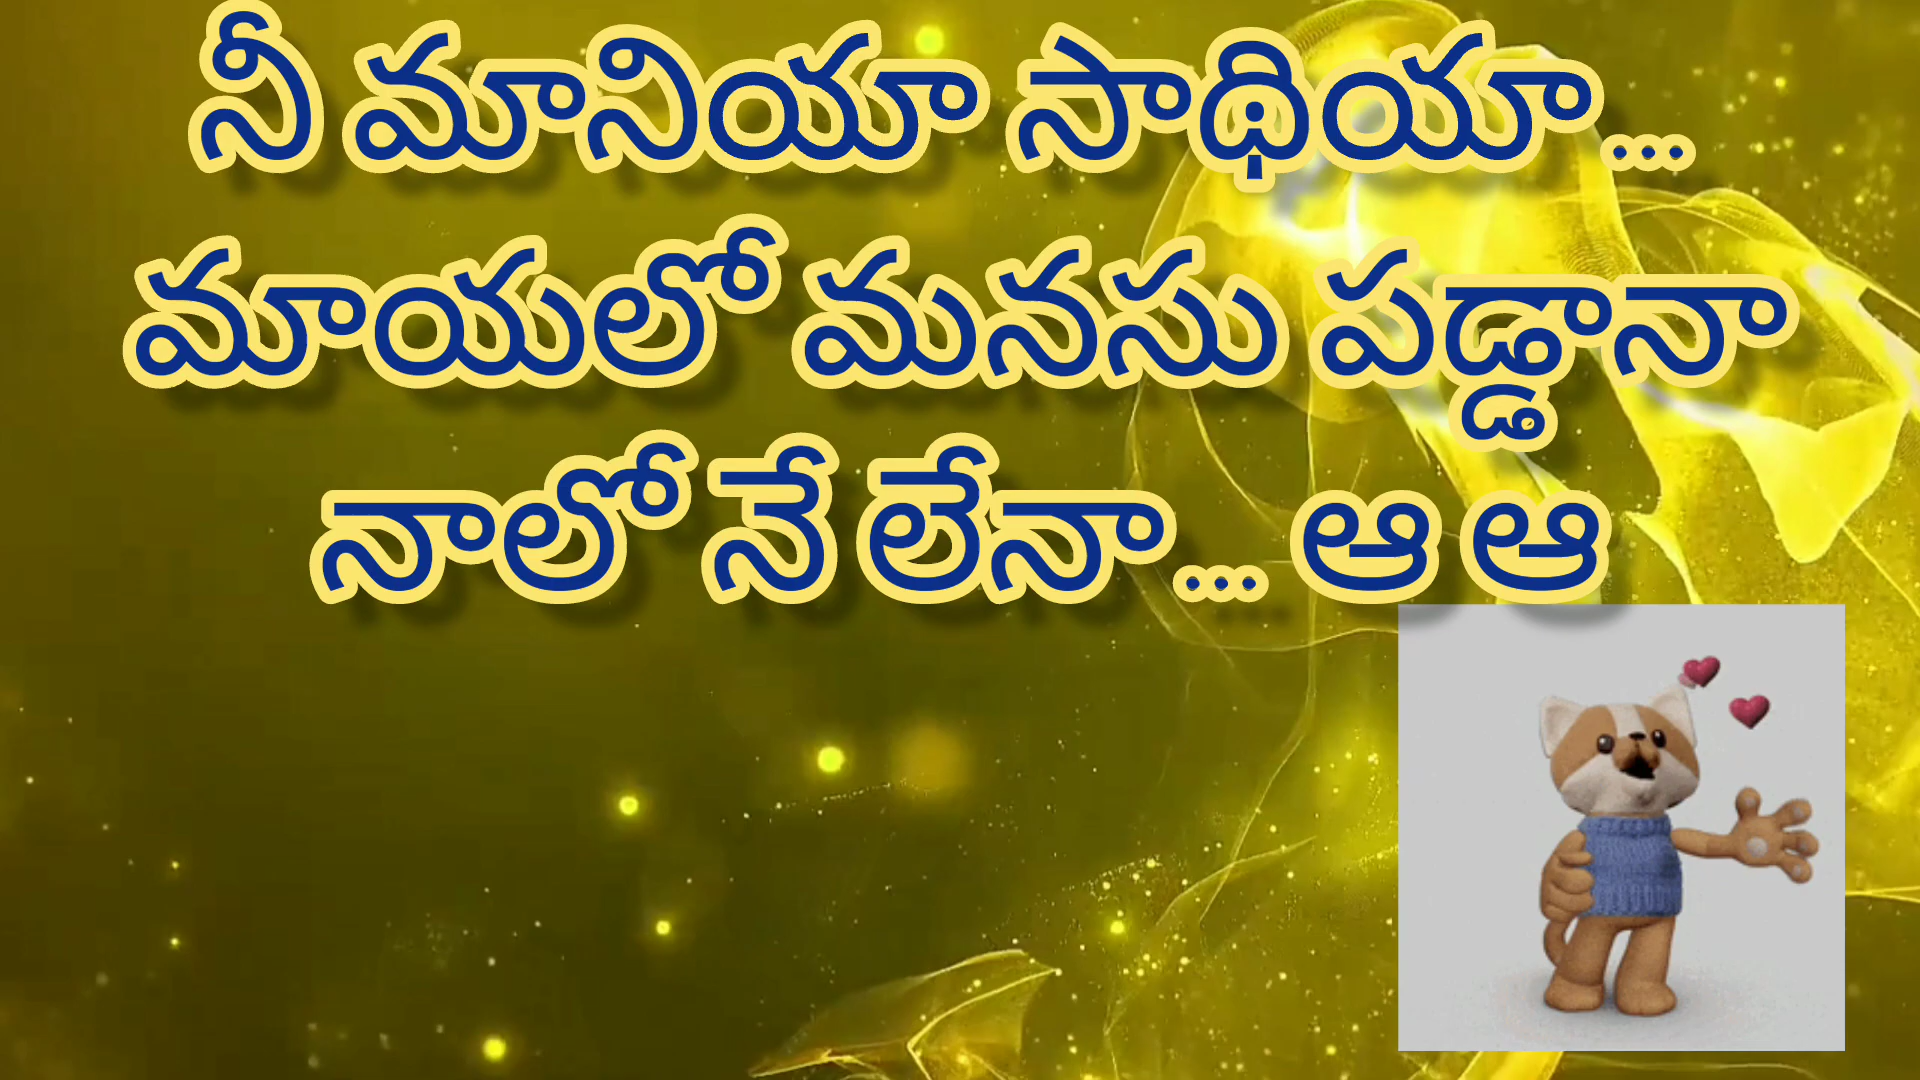 నీ మానియా సాథియా...
మాయలో మనసు పడ్డానా
నాలో నే లేనా... ఆ ఆ